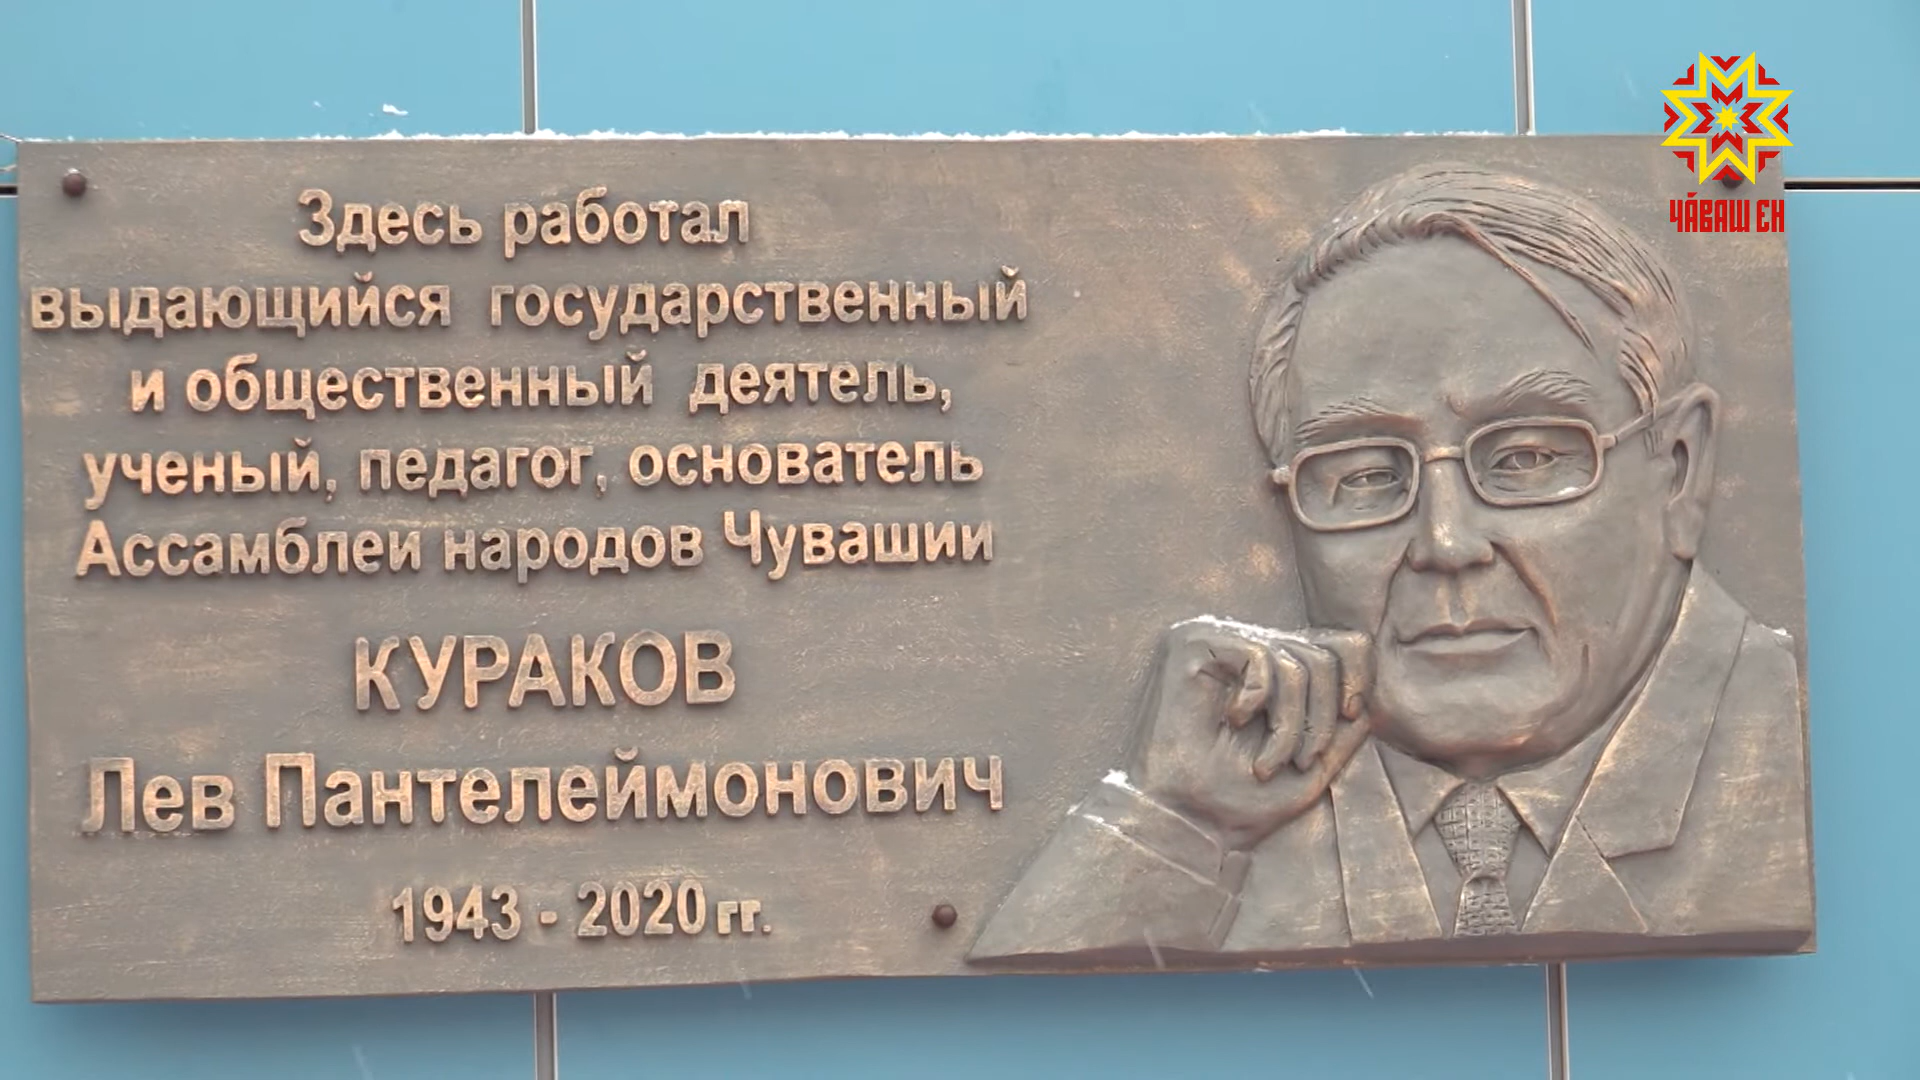 Здесь работал
выдающийся государственный
и общественный деятель,
ученый, педагог, основатель
Ассамблеи народов Чувашии
КУРАКОВ
Лев Пантелеймонович
1943 - 2020 гг.
ЧӐВАШ ЕН